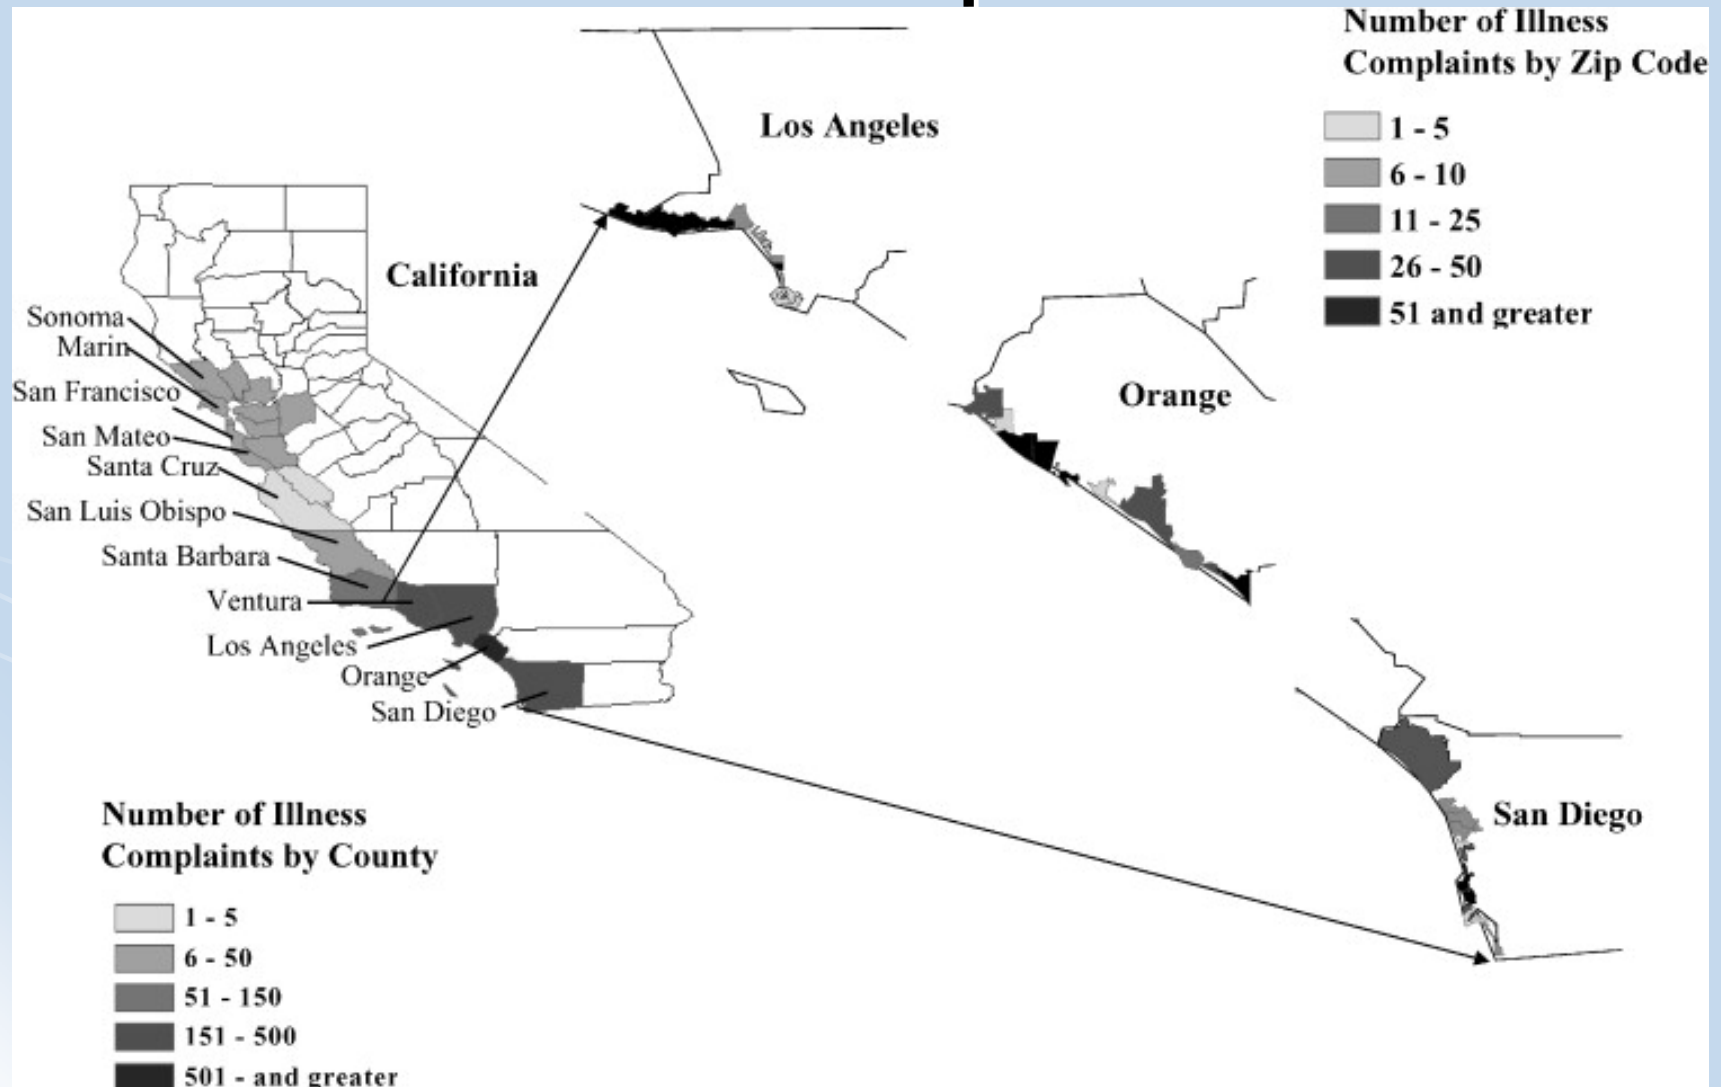 Number of Illness
Complaints by Zip Code
1 - 5
6 - 10
11 - 25
26 - 50
51 and greater
Los Angeles
California
Orange
San Diego
Sonoma
Marin
San Francisco
San Mateo
Santa Cruz
San Luis Obispo
Santa Barbara
Ventura
Los Angeles
Orange
San Diego
Number of Illness
Complaints by County
1 - 5
6 - 50
51 - 150
151 - 500
501 - and greater